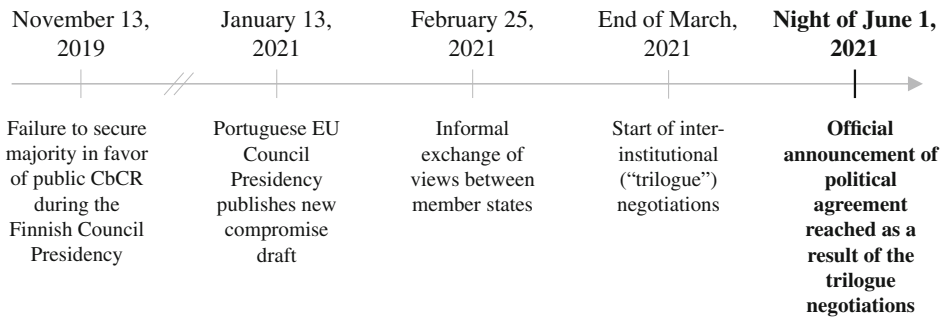 November 13,
2019
January 13,
2021
February 25,
2021
End of March,
2021
Night of June 1,
2021
Failure to secure
majority in favor
of public CbCR
during the
Finnish Council
Presidency
Portuguese EU
Council
Presidency
publishes new
compromise
draft
Informal
exchange of
views between
member states
Start of inter-
institutional
(“trilogue”)
negotiations
Official
announcement of
political
agreement
reached as a
result of the
trilogue
negotiations